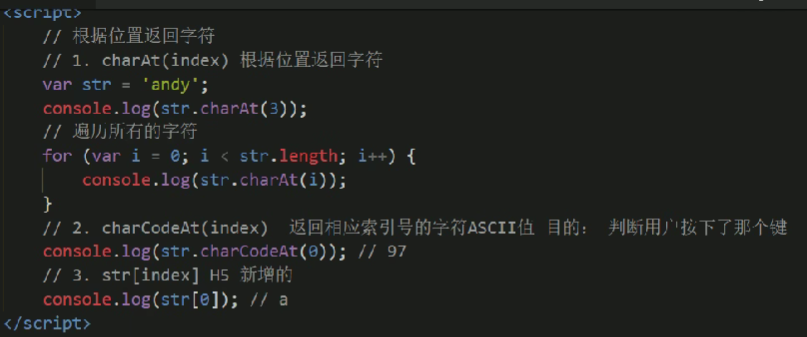 <script>
// 根据位置返回字符
// 1. charAt(index) 根据位置返回字符
var str = 'andy';
console.log(str.charAt(3));
// 遍历所有的字符
for (var i = 0; i < str.length; i++) {
console.log(str.charAt(i));
}
// 2. charCodeAt(index) 返回相应索引号的字符ASCII值 目的： 判断用户按下了那个键
console.log(str.charCodeAt(0)); // 97
// 3. str[index] H5 新增的
console.log(str[0]); // a
</script>